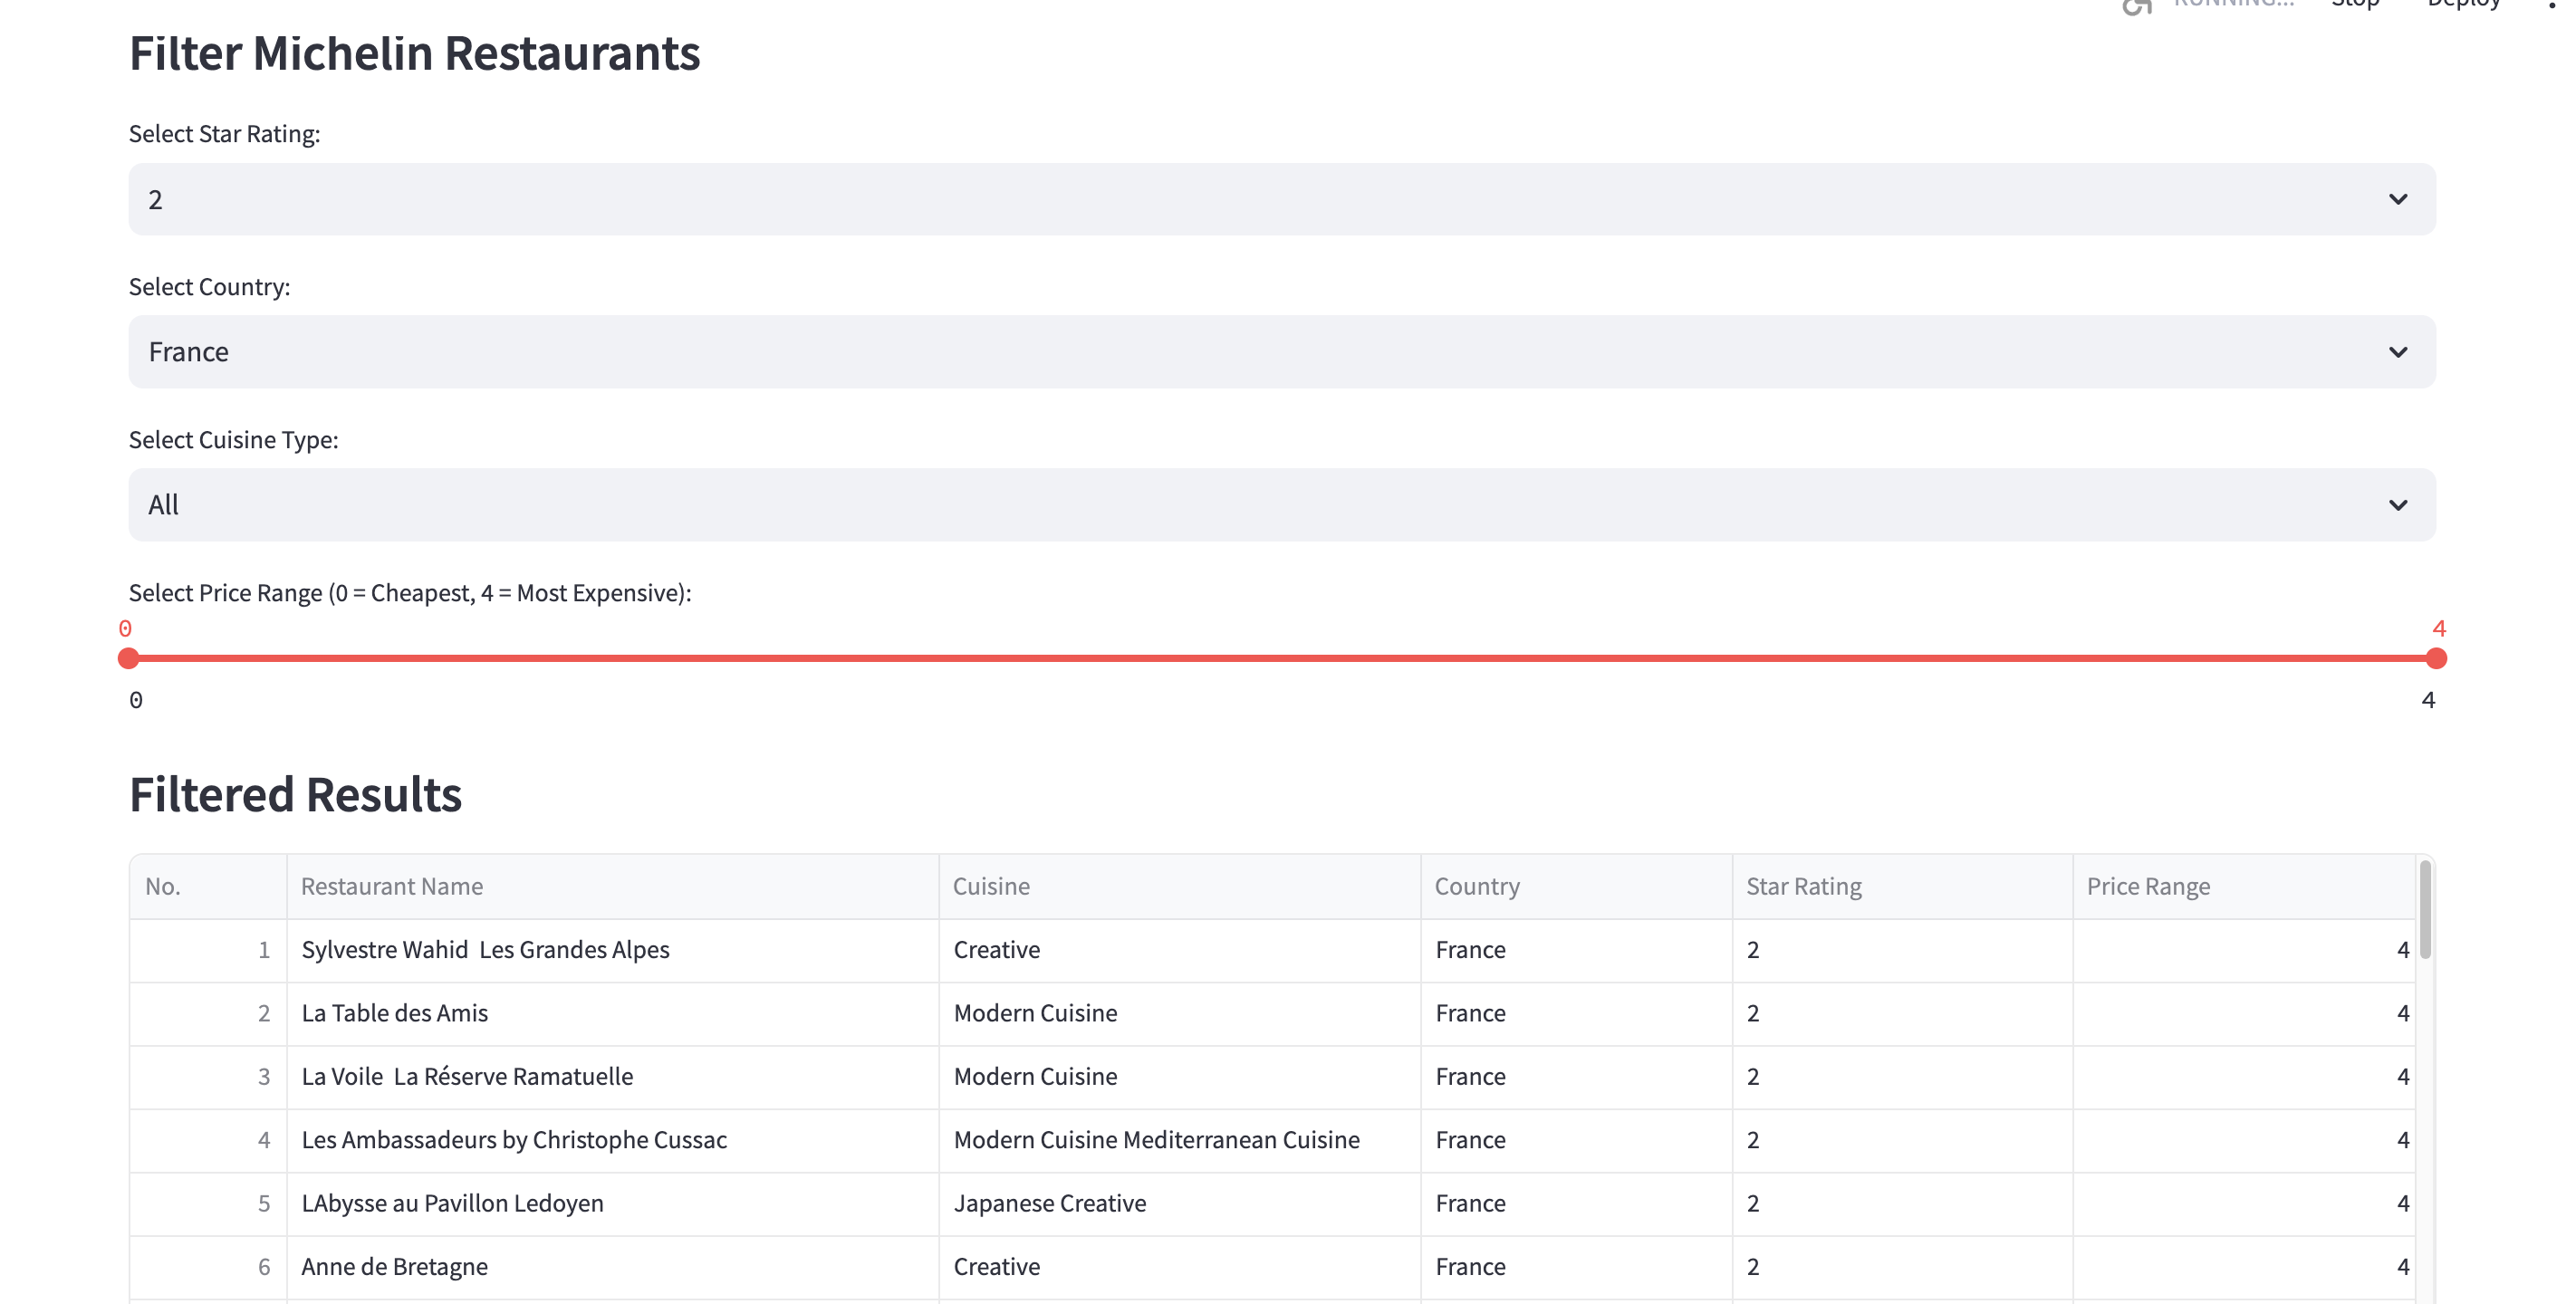 RUNNING... Stop Deploy
Filter Michelin Restaurants
Select Star Rating:
2
Select Country:
France
Select Cuisine Type:
All
Select Price Range (0 = Cheapest, 4 = Most Expensive):
0 4
0 4
Filtered Results
No. Restaurant Name Cuisine Country Star Rating Price Range
1 Sylvestre Wahid  Les Grandes Alpes Creative France 2 4
2 La Table des Amis Modern Cuisine France 2 4
3 La Voile  La Réserve Ramatuelle Modern Cuisine France 2 4
4 Les Ambassadeurs by Christophe Cussac Modern Cuisine Mediterranean Cuisine France 2 4
5 LAbysse au Pavillon Ledoyen Japanese Creative France 2 4
6 Anne de Bretagne Creative France 2 4